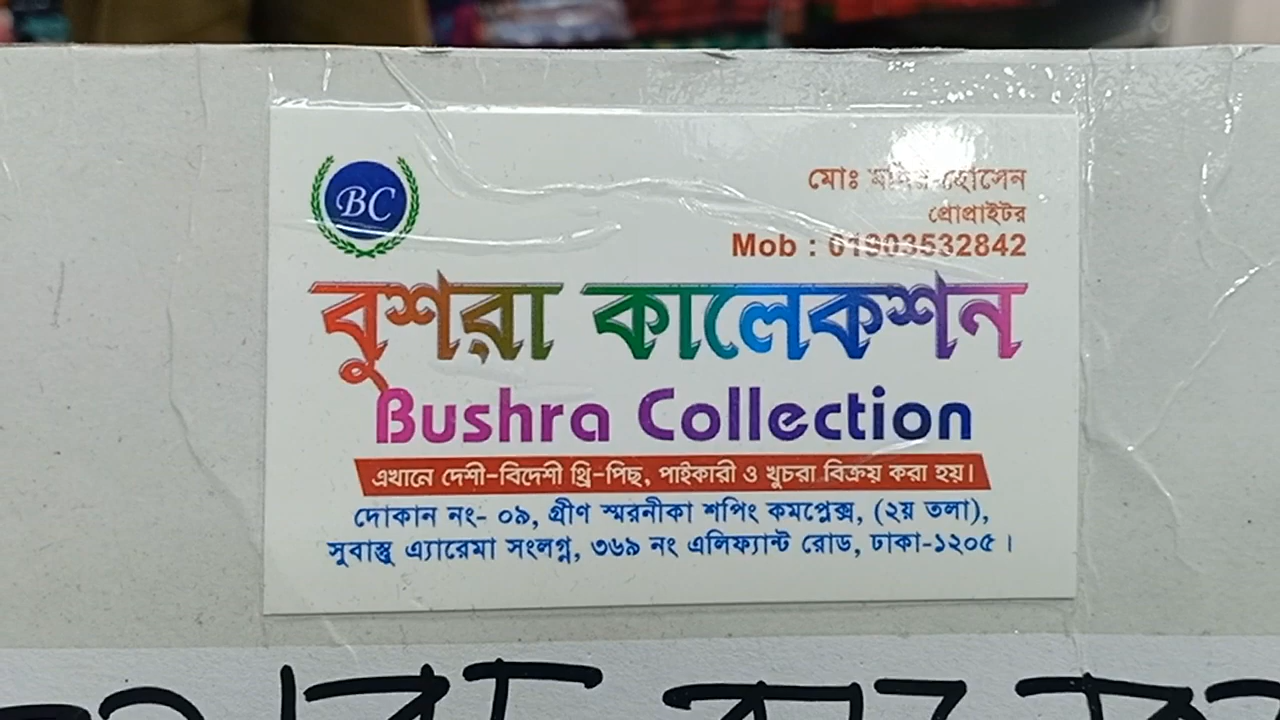 BC
মোঃ হোসেন
প্রোপ্রাইটর
Mob : 01903532842
বুশরা কালেকশন
Bushra Collection
এখানে দেশী-বিদেশী থ্রি-পিছ, পাইকারী ও খুচরা বিক্রয় করা হয়।
দোকান নং- ০৯, গ্রীণ স্মরনীকা শপিং কমপ্লেক্স, (২য় তলা),
সুবাস্তু এ্যারেমা সংলগ্ন, ৩৬৯ নং এলিফ্যান্ট রোড, ঢাকা-১২০৫ ।